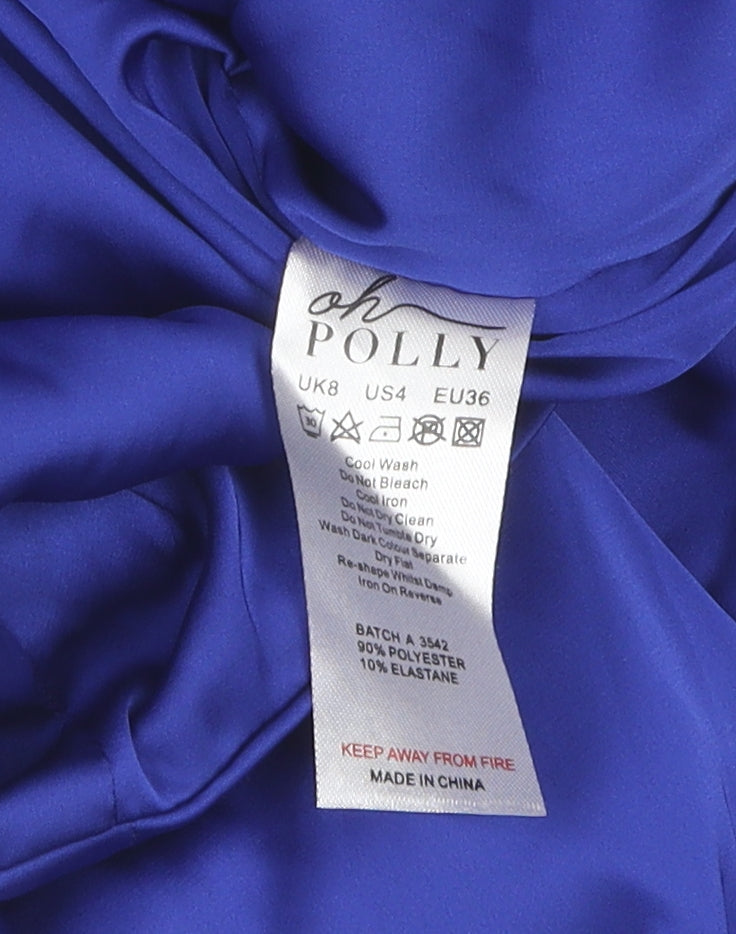 oh
POLLY
UK8 US4 EU36
30
Cool Wash
Do Not Bleach
Cool Iron
Do Not Dry Clean
Do Not Tumble Dry
Wash Dark Colour Separate
Dry Flat
Re-shape Whilst Damp
Iron On Reverse
BATCH A 3542
90% POLYESTER
10% ELASTANE
KEEP AWAY FROM FIRE
MADE IN CHINA